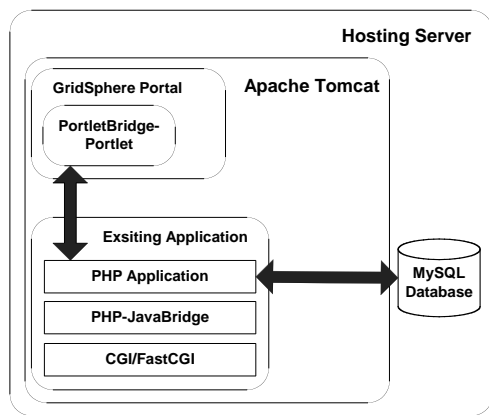 Hosting Server
GridSphere Portal
Apache Tomcat
PortletBridge-
Portlet
Exsiting Application
PHP Application
PHP-JavaBridge
CGI/FastCGI
MySQL
Database